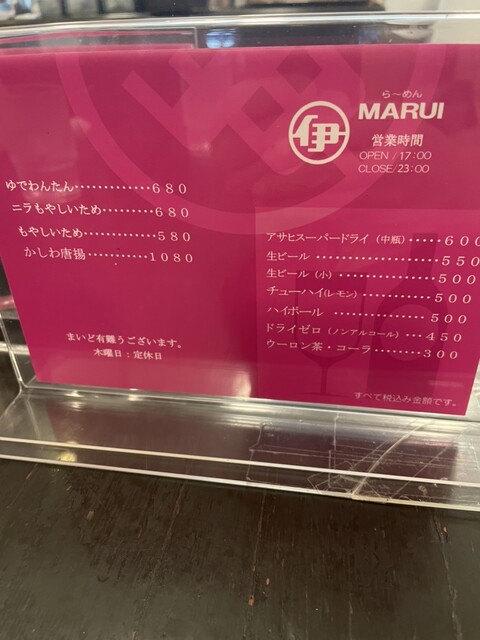 ら〜めん
伊
MARUI
営業時間
OPEN/17:00
CLOSE/23:00
ゆでわんたん・・・・・・・・・・・・・680
ニラもやしいため・・・・・・・・・680
もやしいため・・・・・・・・・・・580
かしわ唐揚・・・・・・・・・・・1080
まいど有難うございます。
木曜日：定休日
アサヒスーパードライ（中瓶）・・・・・・600
生ビール ・・・・・・・・・・・・・・・・・・550
生ビール（小）・・・・・・・・・・・・・・500
チューハイ(レモン) ・・・・・・・・・・500
ハイボール ・・・・・・・・・・・・・・500
ドライゼロ（ノンアルコール）・・・450
ウーロン茶・コーラ・・・・・・・・300
すべて税込み金額です。